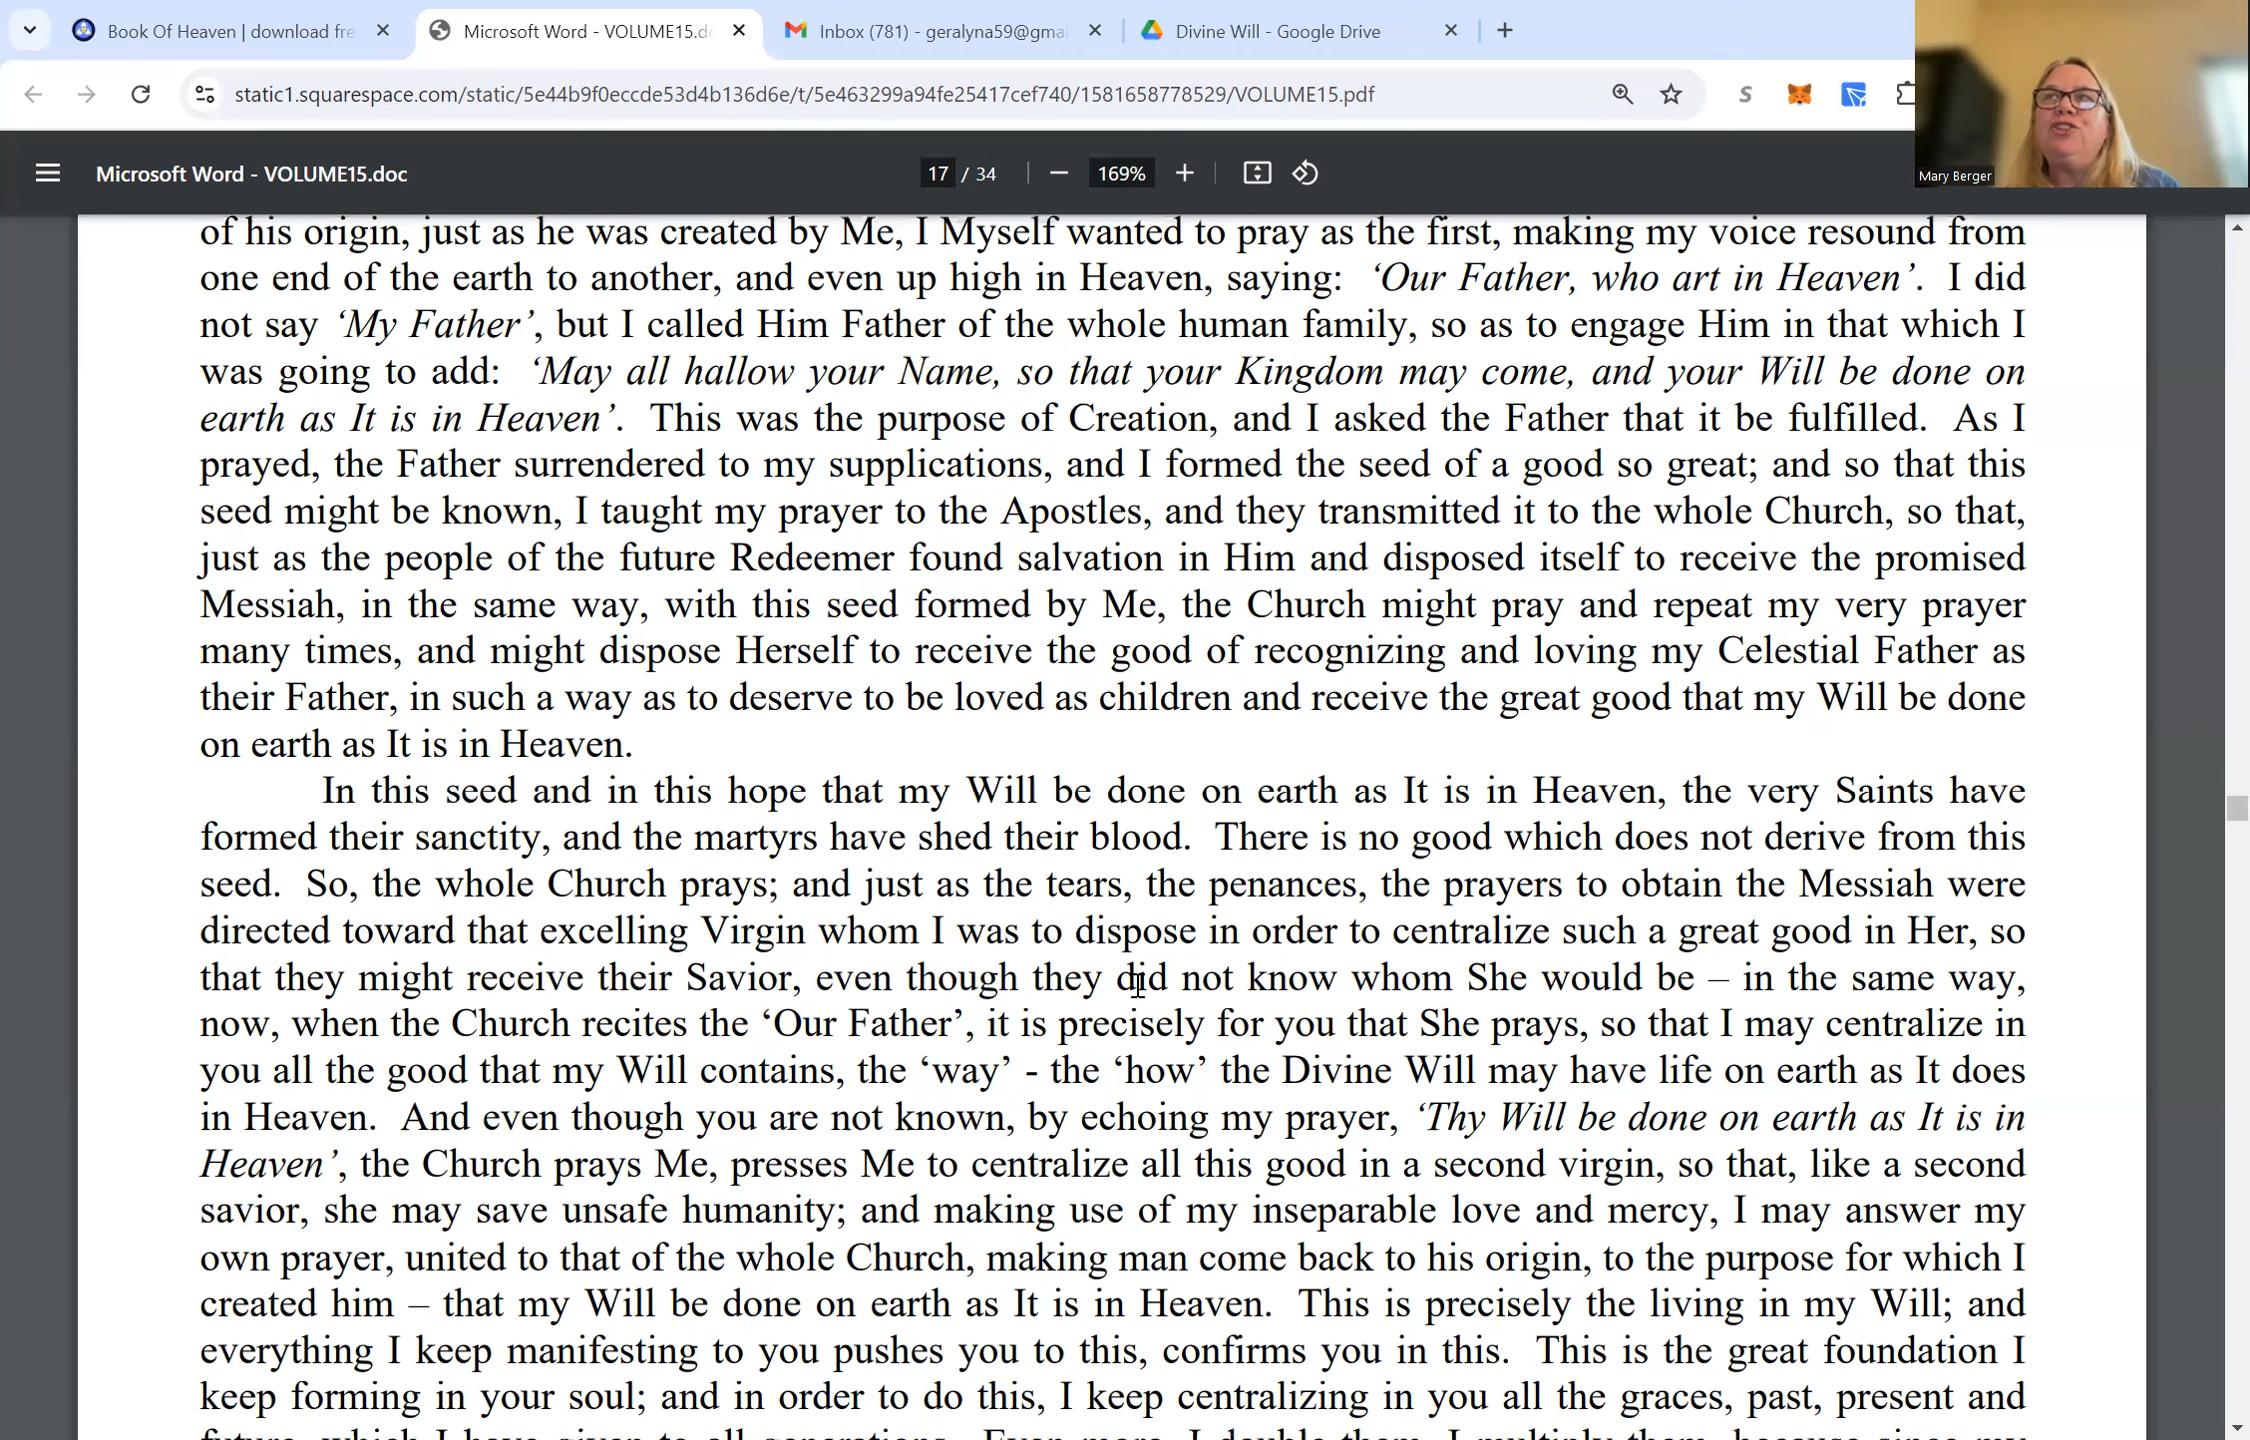 Book Of Heaven | download fre
Microsoft Word - VOLUME15.do
Inbox (781) - geralyna59@gmai
Divine Will - Google Drive
static1.squarespace.com/static/5e44b9f0eccde53d4b136d6e/t/5e463299a94fe25417cef740/1581658778529/VOLUME15.pdf
Mary Berger
Microsoft Word - VOLUME15.doc
17 / 34
169%
of his origin, just as he was created by Me, I Myself wanted to pray as the first, making my voice resound from
one end of the earth to another, and even up high in Heaven, saying: ‘Our Father, who art in Heaven’. I did
not say ‘My Father’, but I called Him Father of the whole human family, so as to engage Him in that which I
was going to add: ‘May all hallow your Name, so that your Kingdom may come, and your Will be done on
earth as It is in Heaven’. This was the purpose of Creation, and I asked the Father that it be fulfilled. As I
prayed, the Father surrendered to my supplications, and I formed the seed of a good so great; and so that this
seed might be known, I taught my prayer to the Apostles, and they transmitted it to the whole Church, so that,
just as the people of the future Redeemer found salvation in Him and disposed itself to receive the promised
Messiah, in the same way, with this seed formed by Me, the Church might pray and repeat my very prayer
many times, and might dispose Herself to receive the good of recognizing and loving my Celestial Father as
their Father, in such a way as to deserve to be loved as children and receive the great good that my Will be done
on earth as It is in Heaven.
In this seed and in this hope that my Will be done on earth as It is in Heaven, the very Saints have
formed their sanctity, and the martyrs have shed their blood. There is no good which does not derive from this
seed. So, the whole Church prays; and just as the tears, the penances, the prayers to obtain the Messiah were
directed toward that excelling Virgin whom I was to dispose in order to centralize such a great good in Her, so
that they might receive their Savior, even though they did not know whom She would be – in the same way,
now, when the Church recites the ‘Our Father’, it is precisely for you that She prays, so that I may centralize in
you all the good that my Will contains, the ‘way’ - the ‘how’ the Divine Will may have life on earth as It does
in Heaven. And even though you are not known, by echoing my prayer, ‘Thy Will be done on earth as It is in
Heaven’, the Church prays Me, presses Me to centralize all this good in a second virgin, so that, like a second
savior, she may save unsafe humanity; and making use of my inseparable love and mercy, I may answer my
own prayer, united to that of the whole Church, making man come back to his origin, to the purpose for which I
created him – that my Will be done on earth as It is in Heaven. This is precisely the living in my Will; and
everything I keep manifesting to you pushes you to this, confirms you in this. This is the great foundation I
keep forming in your soul; and in order to do this, I keep centralizing in you all the graces, past, present and
future, which I have given to all generations. Even more, I double them, I multiply them, because since my